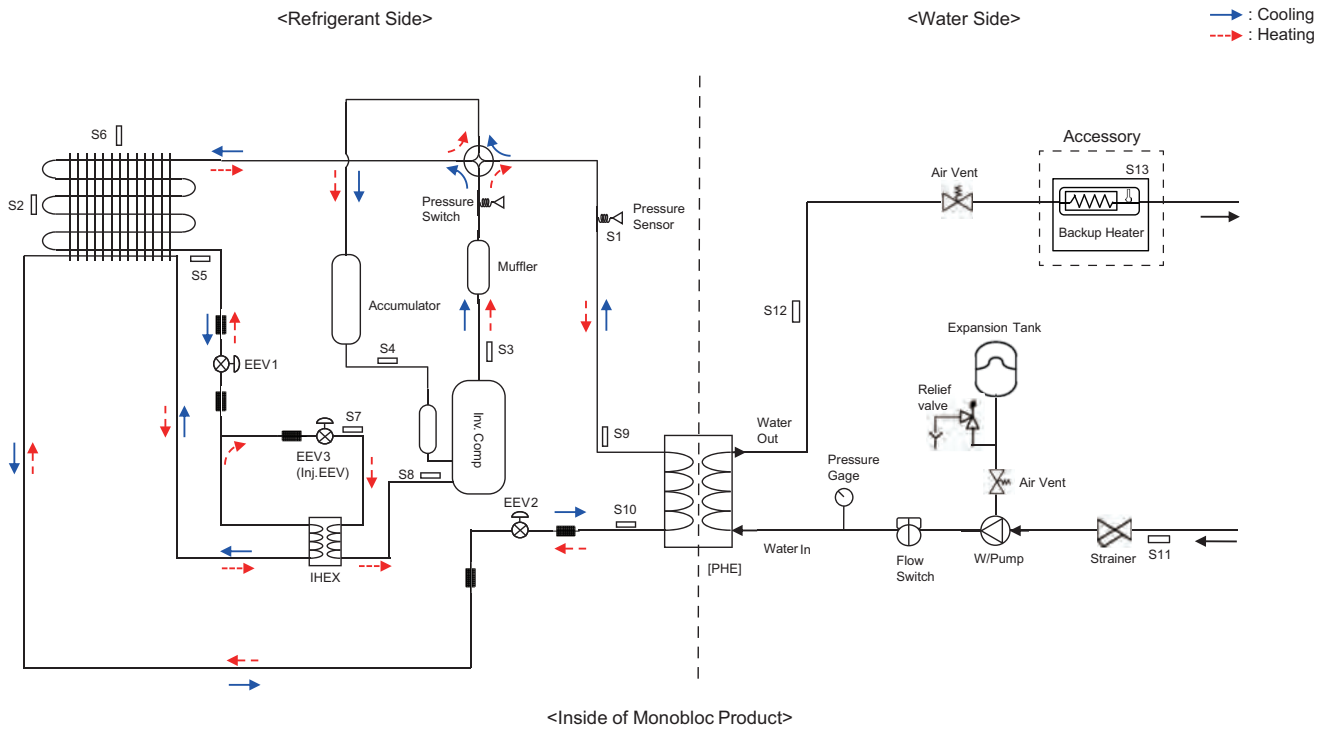 <Refrigerant Side>
<Water Side>
: Cooling
: Heating
S6
S2
S5
Pressure
Switch
Pressure
Sensor
S1
Muffler
Accumulator
S4
S3
EEV1
S7
EEV3
(Inj.EEV)
S8
Inv. Comp
EEV2
S9
S10
IHEX
[PHE]
Accessory
S13
Air Vent
Backup Heater
S12
Expansion Tank
Relief
valve
Water
Out
Pressure
Gage
Air Vent
Water In
Flow
Switch
W/Pump
Strainer
S11
<Inside of Monobloc Product>